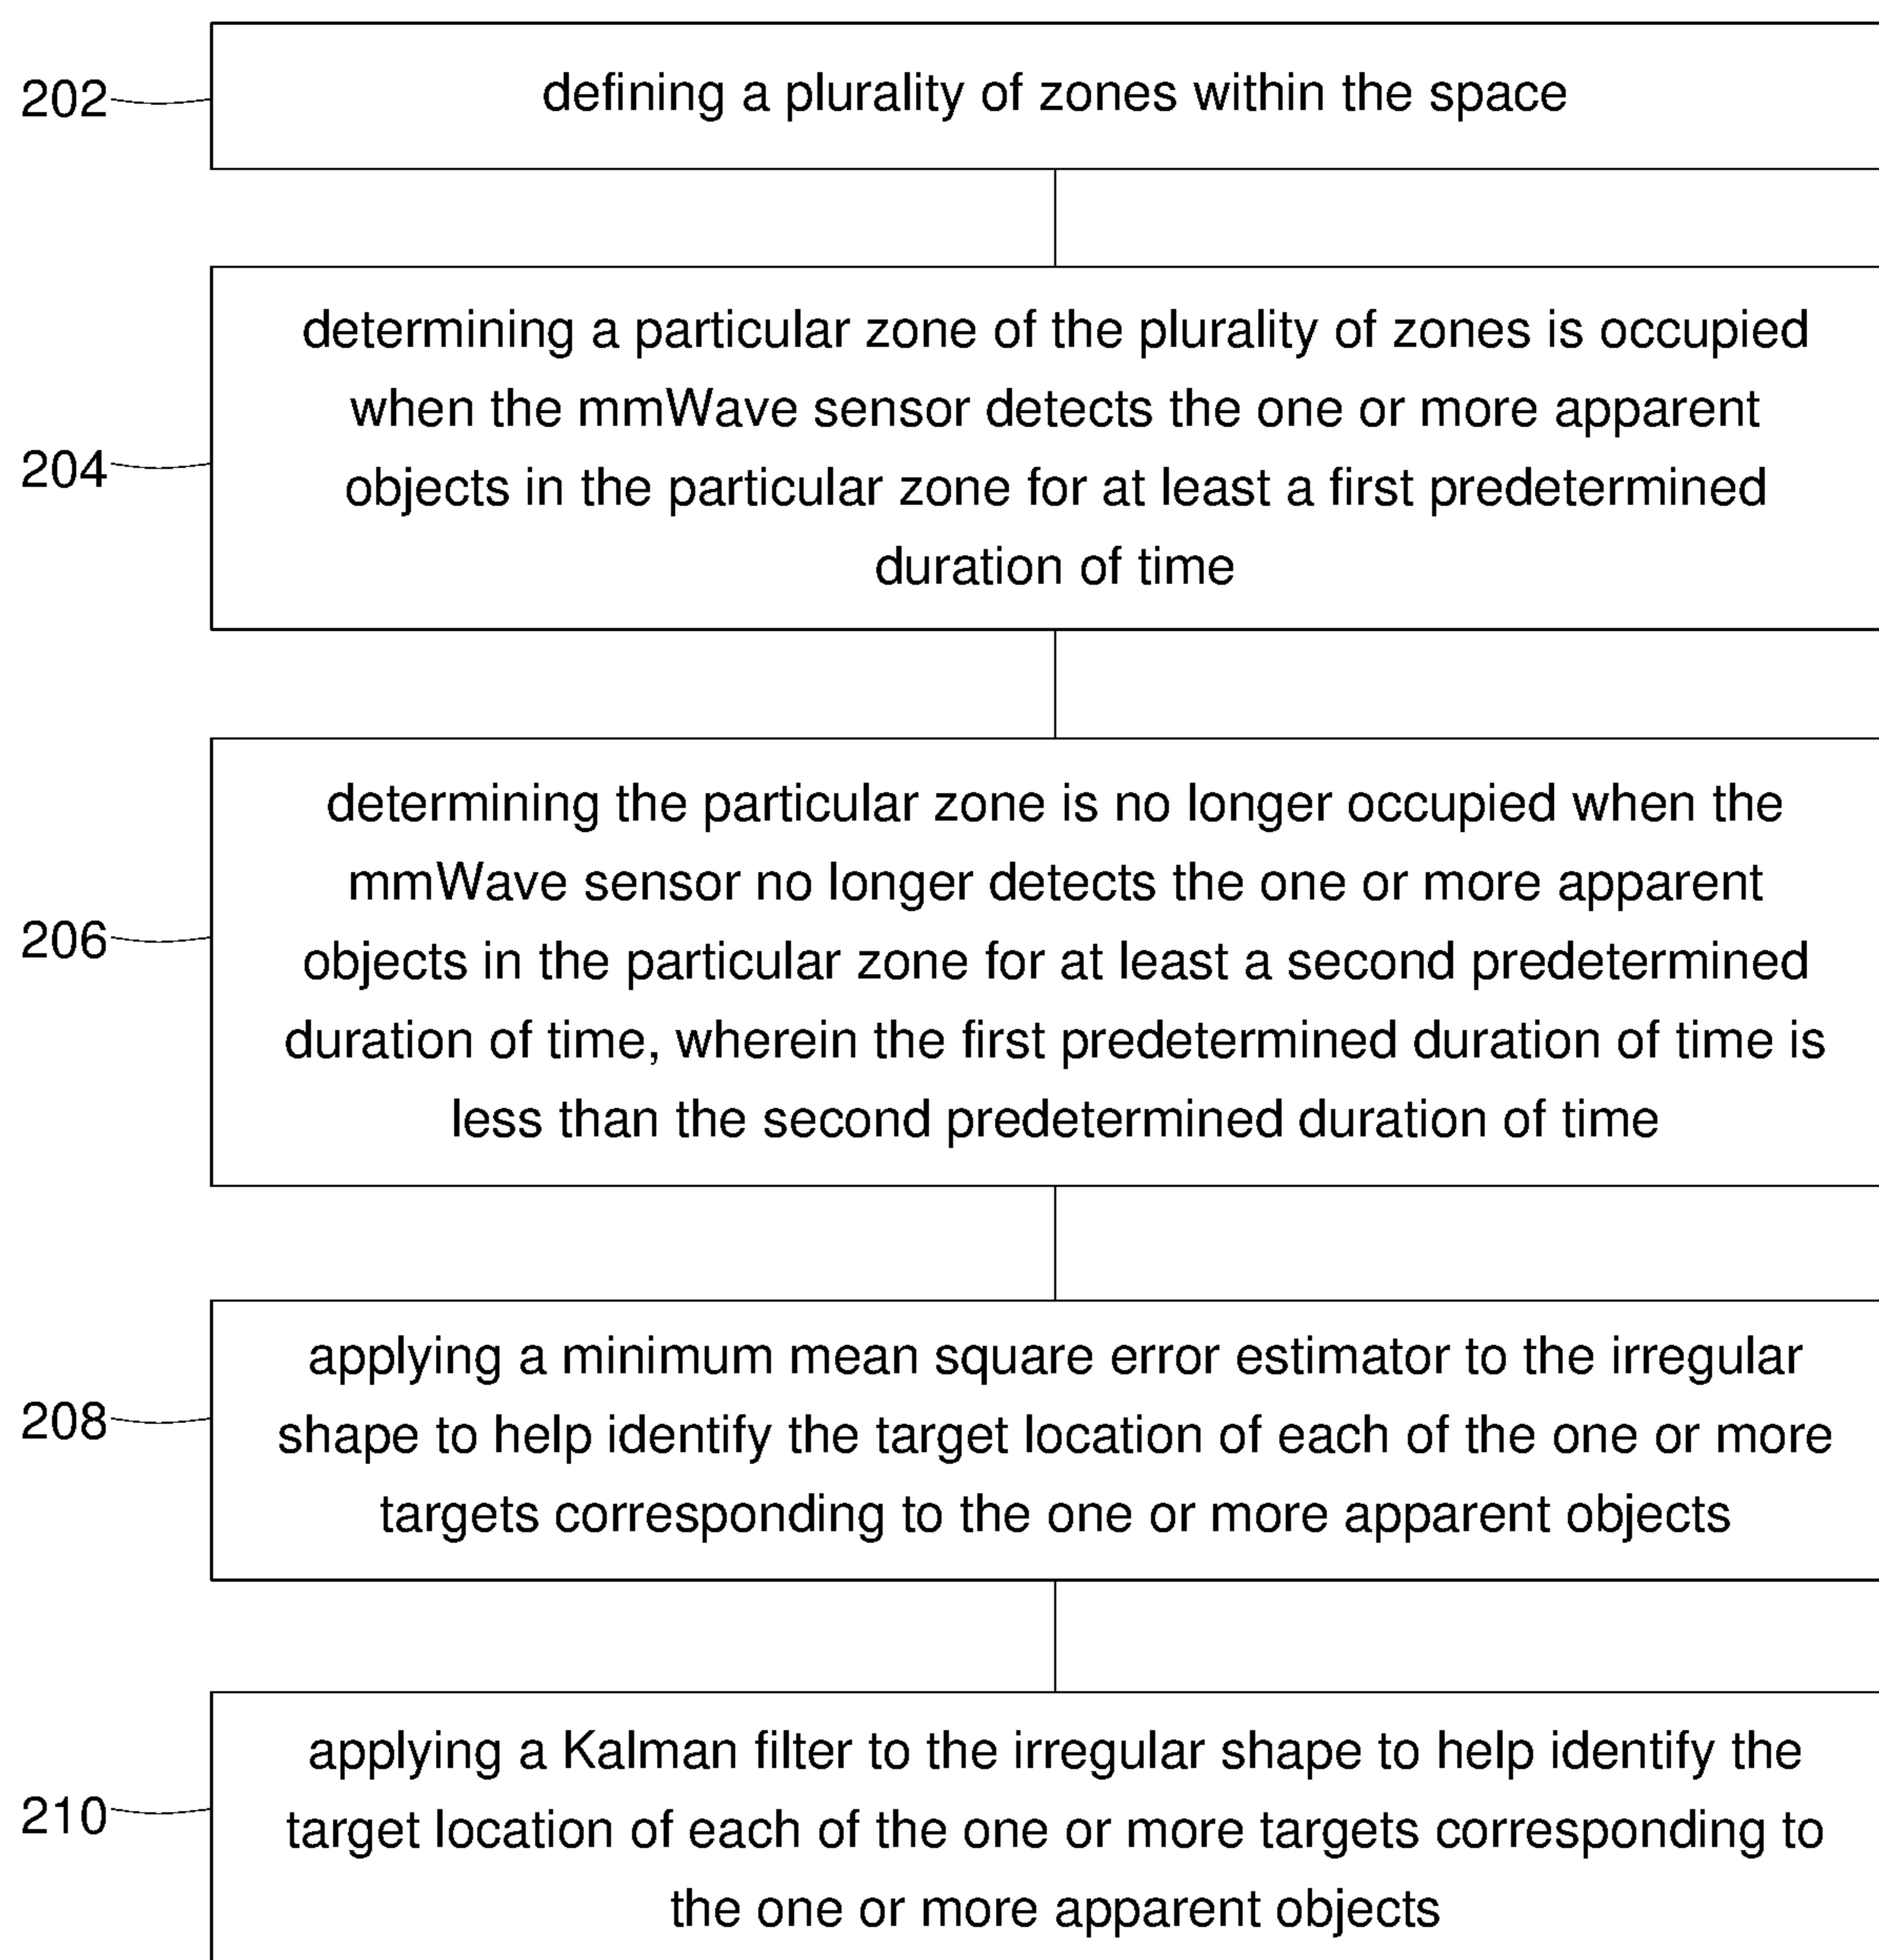 202
defining a plurality of zones within the space
204
determining a particular zone of the plurality of zones is occupied
when the mmWave sensor detects the one or more apparent
objects in the particular zone for at least a first predetermined
duration of time
206
determining the particular zone is no longer occupied when the
mmWave sensor no longer detects the one or more apparent
objects in the particular zone for at least a second predetermined
duration of time, wherein the first predetermined duration of time is
less than the second predetermined duration of time
208
applying a minimum mean square error estimator to the irregular
shape to help identify the target location of each of the one or more
targets corresponding to the one or more apparent objects
210
applying a Kalman filter to the irregular shape to help identify the
target location of each of the one or more targets corresponding to
the one or more apparent objects